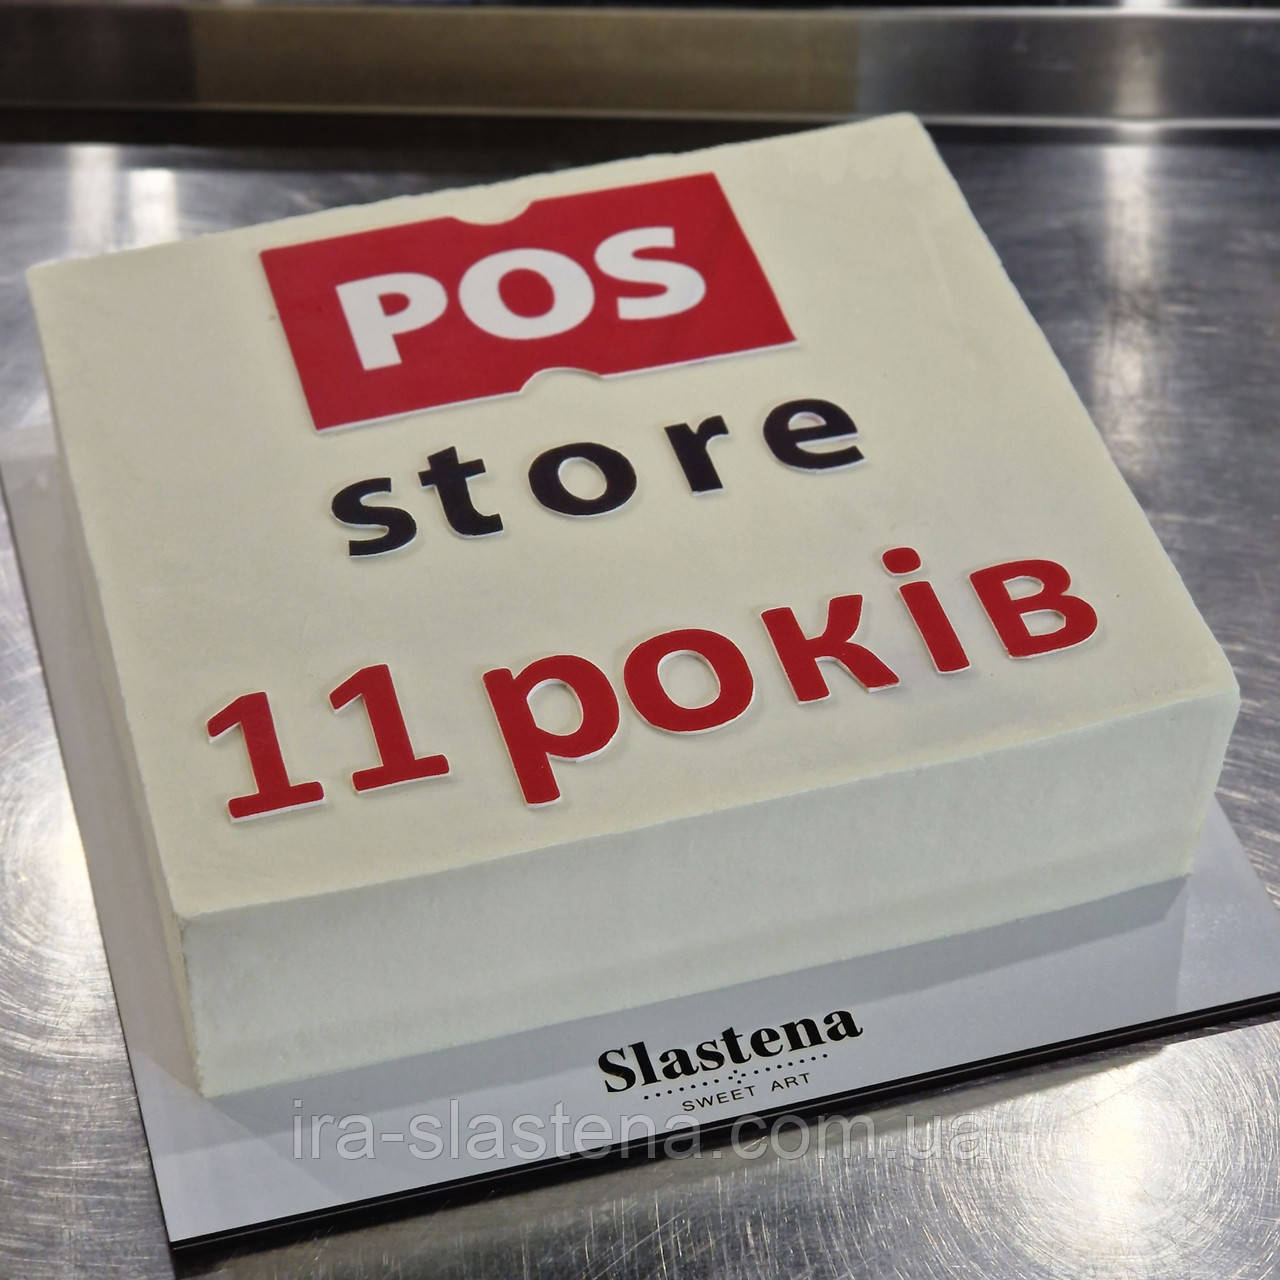 POS
store
11 років
Slastena
SWEET ART
ira-slastena.com.ua